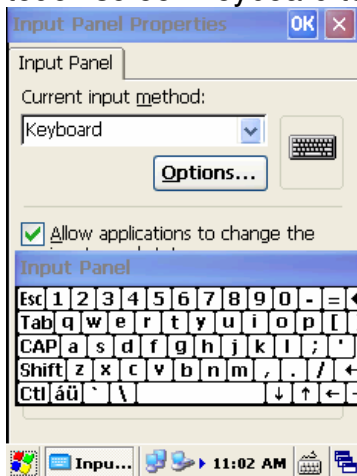 Input Panel Properties OK
Input Panel
Current input method:
Keyboard
Options...
Allow applications to change the
Input Panel
Esc 1 2 3 4 5 6 7 8 9 0 - =
Tab q w e r t y u i o p [
CAP a s d f g h j k l ; '
Shift z x c v b n m , . /
Ctl áü ` \ ↓ ↑ ←
Inpu... 11:02 AM